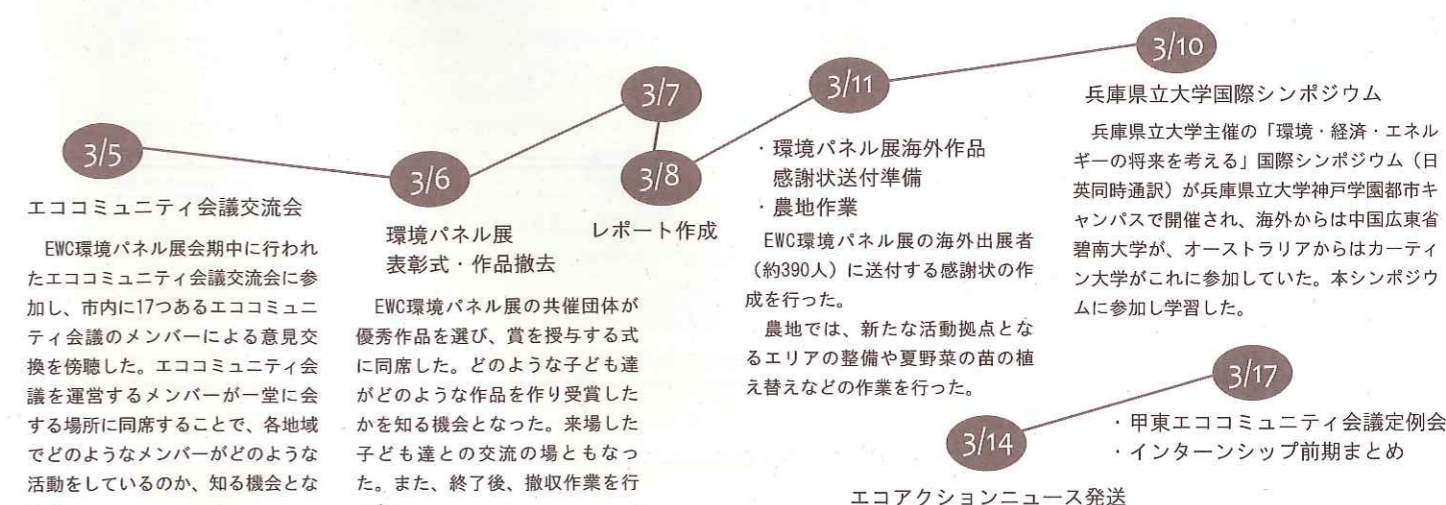 3/5
エココミュニティ会議交流会
EWC環境パネル展会期中に行われ
たエココミュニティ会議交流会に参
加し、市内に17つあるエココミュニ
ティ会議のメンバーによる意見交
換を傍聴した。エココミュニティ会
議を運営するメンバーが一堂に会
する場所に同席することで、各地域
でどのようなメンバーがどのような
活動をしているのか、知る機会とな
3/6
環境パネル展
表彰式・作品撤去
EWC環境パネル展の共催団体が
優秀作品を選び、賞を授与する式
に同席した。どのような子ども達
がどのような作品を作り受賞した
かを知る機会となった。来場した
子ども達との交流の場ともなっ
た。また、終了後、撤収作業を行
3/7
3/8
レポート作成
3/11
・環境パネル展海外作品
感謝状送付準備
・農地作業
EWC環境パネル展の海外出展者
（約390人）に送付する感謝状の作
成を行った。
農地では、新たな活動拠点とな
るエリアの整備や夏野菜の苗の植
え替えなどの作業を行った。
3/10
兵庫県立大学国際シンポジウム
兵庫県立大学主催の「環境・経済・エネル
ギーの将来を考える」国際シンポジウム（日
英同時通訳）が兵庫県立大学神戸学園都市キ
ャンパスで開催され、海外からは中国広東省
碧南大学が、オーストラリアからはカーティ
ン大学がこれに参加していた。本シンポジウ
ムに参加し学習した。
3/14
エコアクションニュース発送
3/17
・甲東エココミュニティ会議定例会
・インターンシップ前期まとめ